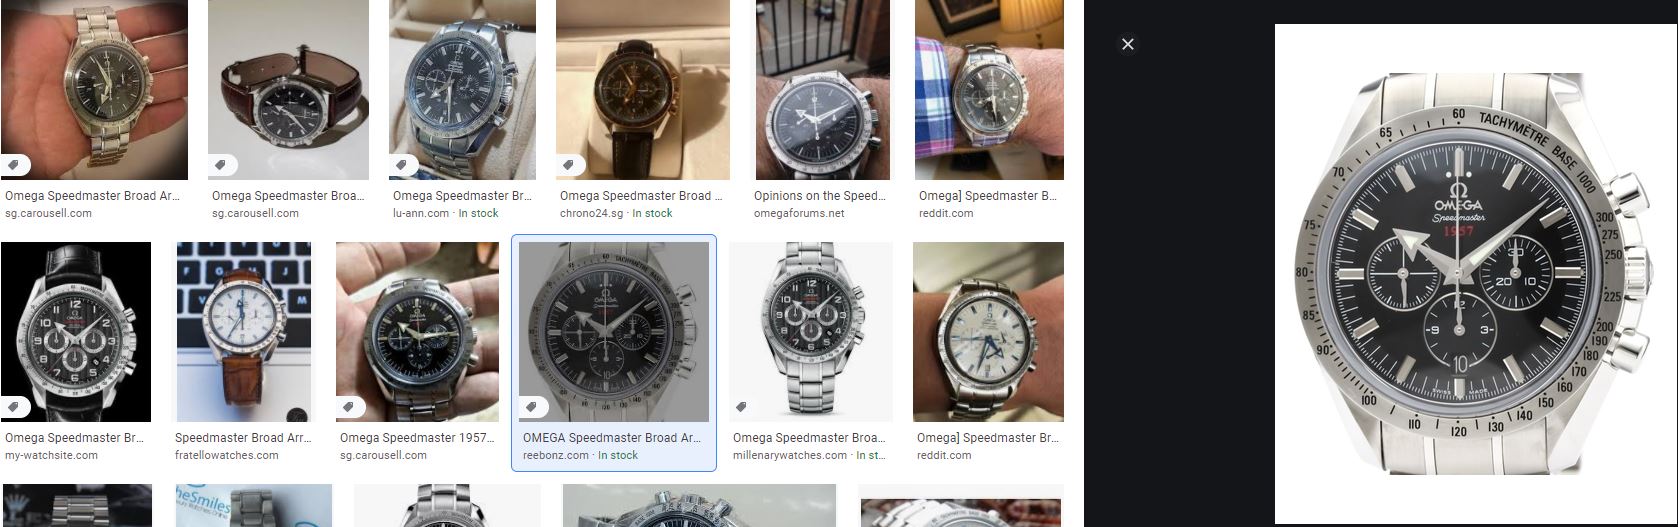 Omega Speedmaster Broad Ar...
sg.carousell.com
Omega Speedmaster Broa...
sg.carousell.com
Omega Speedmaster Br...
lu-ann.com · In stock
Omega Speedmaster Broad ...
chrono24.sg · In stock
Opinions on the Speed...
omegaforums.net
Omega] Speedmaster B...
reddit.com
Omega Speedmaster Br...
my-watchsite.com
Speedmaster Broad Arr...
fratellowatches.com
Omega Speedmaster 1957...
sg.carousell.com
OMEGA Speedmaster Broad Ar...
reebonz.com · In stock
Omega Speedmaster Broa...
millenarywatches.com · In st...
Omega] Speedmaster Br...
reddit.com
heSmiles
60 TACHYMÈTRE BASE 1000
65
70
75
80
85
90
100
110
120
130
140
150
160
170
180
190
200
225
250
275
300
OMEGA
Speedmaster
1957
30
20 10
12
9 3
10
SWISS MADE